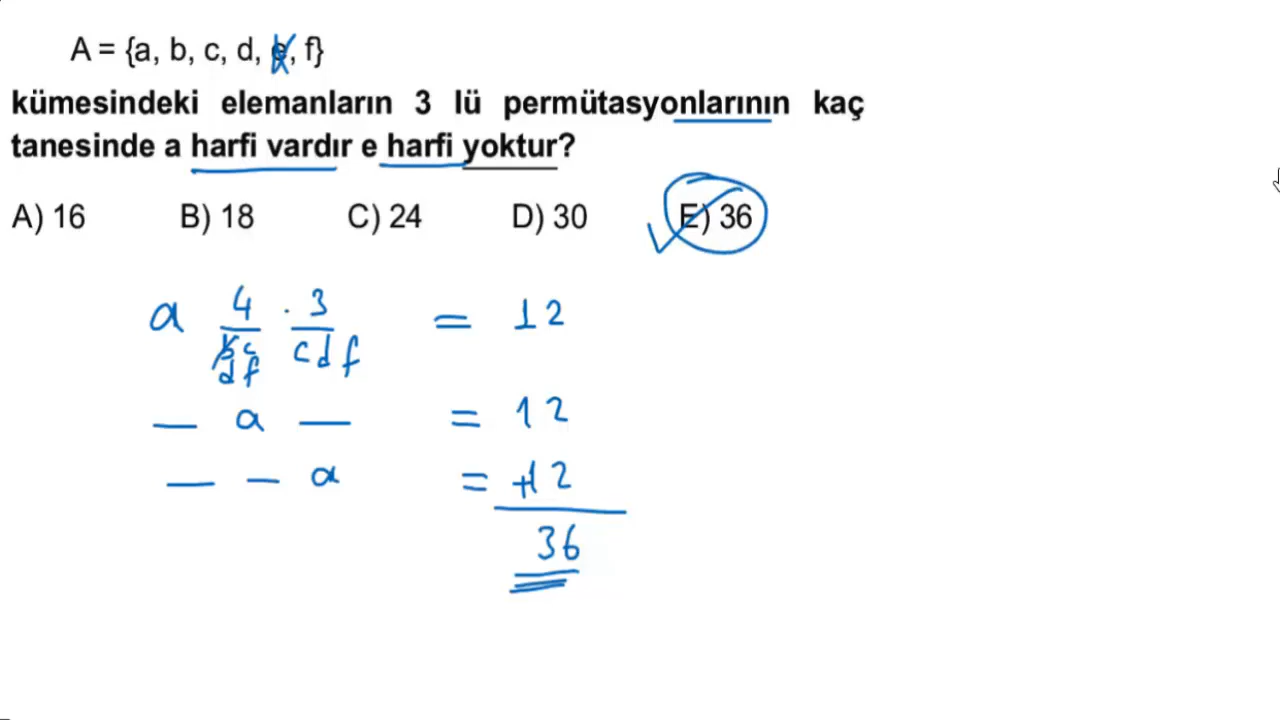 A = {a, b, c, d, e, f}
kümesindeki elemanların 3 lü permütasyonlarının kaç
tanesinde a harfi vardır e harfi yoktur?
A) 16 B) 18 C) 24 D) 30 E) 36
a 4 . 3 = 12
b c c d f
d f
— a — = 12
— — a = +12
36